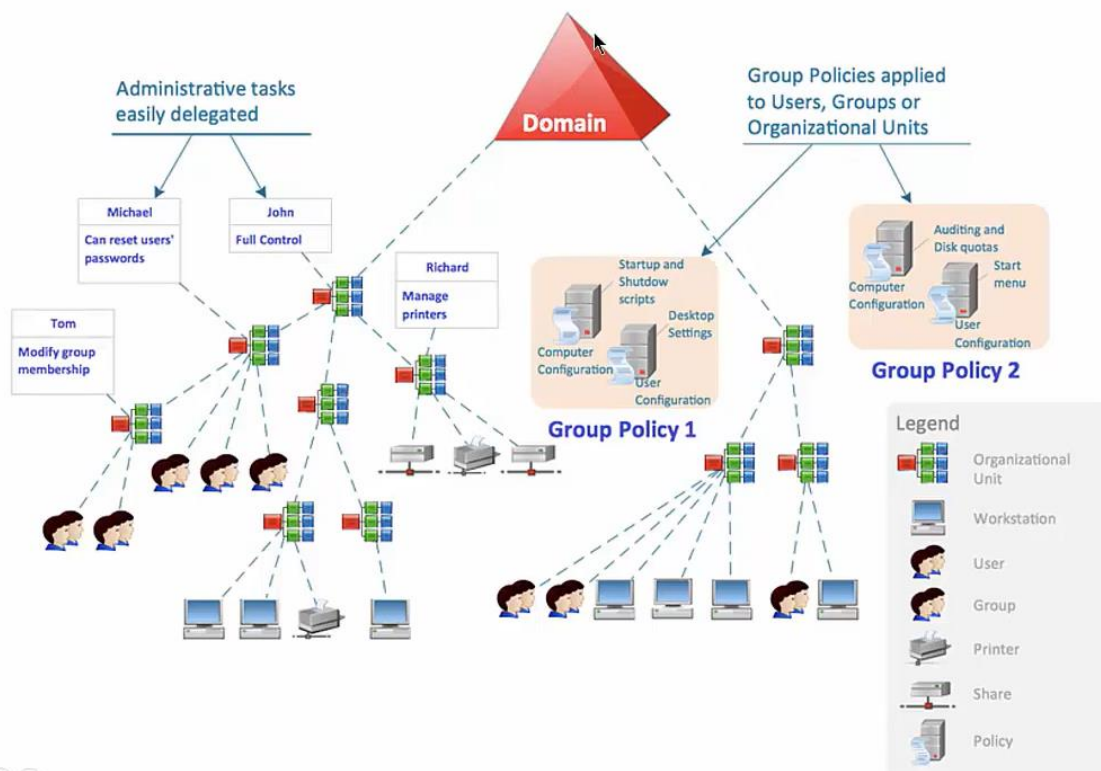 Administrative tasks
easily delegated
Domain
Group Policies applied
to Users, Groups or
Organizational Units
Michael
Can reset users'
passwords
John
Full Control
Richard
Manage
printers
Tom
Modify group
membership
Startup and
Shutdow
scripts
Desktop
Settings
Computer
Configuration
User
Configuration
Group Policy 1
Auditing and
Disk quotas
Start
menu
Computer
Configuration
User
Configuration
Group Policy 2
Legend
Organizational
Unit
Workstation
User
Group
Printer
Share
Policy